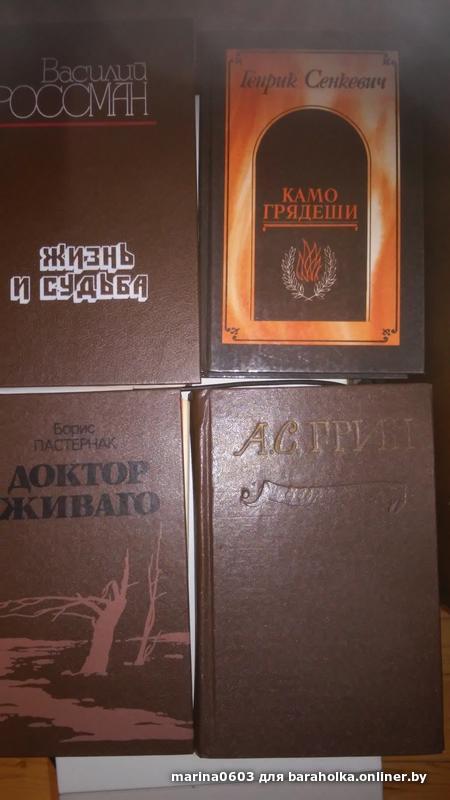 Василий
РОССМАН
ЖИЗНЬ
И СУДЬБА
Генрик Сенкевич
КАМО
ГРЯДЕШИ
Борис
ПАСТЕРНАК
ДОКТОР
ЖИВАГО
А.С.ГРИН
marina0603 для baraholka.onliner.by